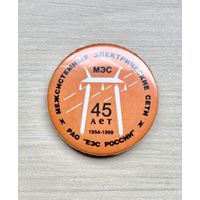 МЕЖСИСТЕМНЫЕ ЭЛЕКТРИЧЕСКИЕ СЕТИ
МЭС
45
лет
1954-1999
РАО "ЕЭС РОССИИ"